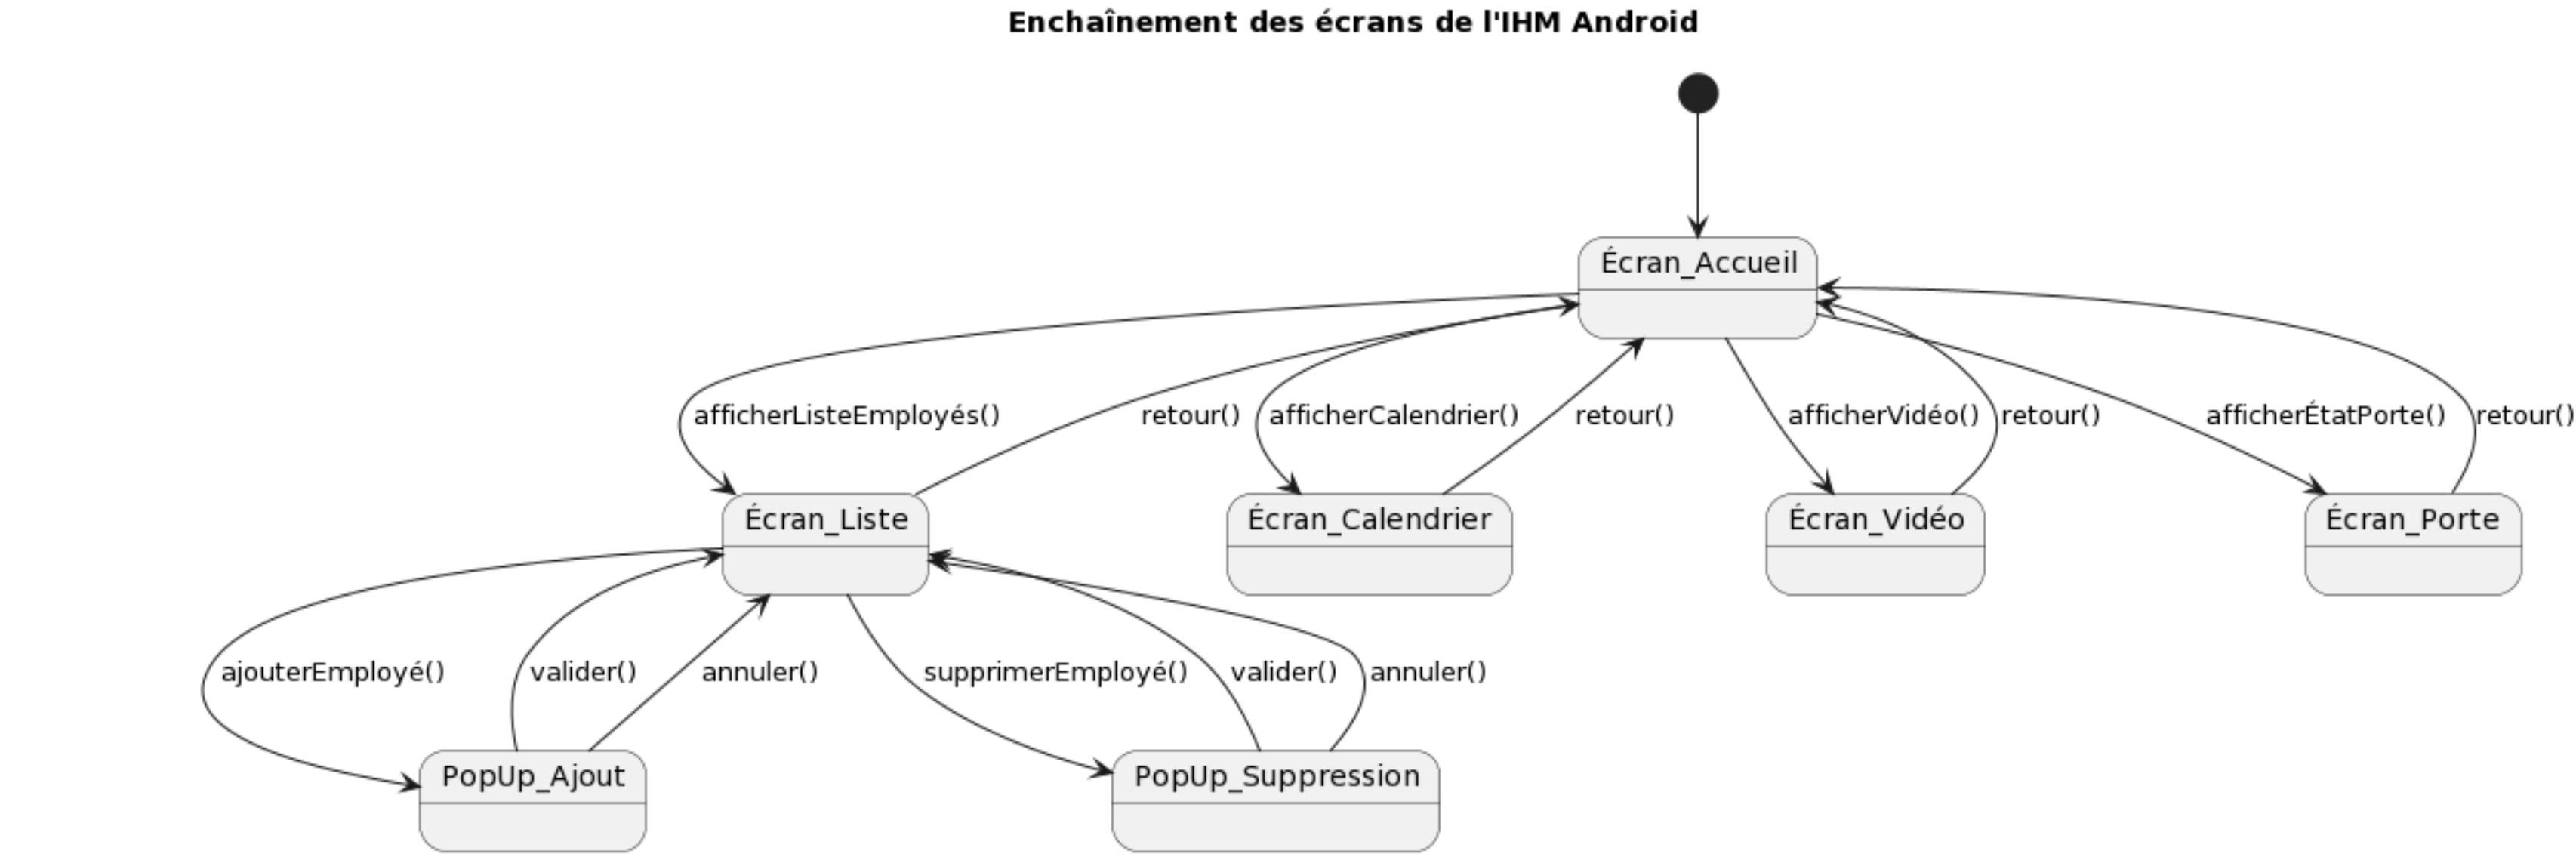 Enchaînement des écrans de l'IHM Android
Écran_Accueil
afficherListeEmployés()
retour()
afficherCalendrier()
retour()
afficherVidéo()
retour()
afficherÉtatPorte()
retour()
Écran_Liste
Écran_Calendrier
Écran_Vidéo
Écran_Porte
ajouterEmployé()
valider()
annuler()
supprimerEmployé()
valider()
annuler()
PopUp_Ajout
PopUp_Suppression